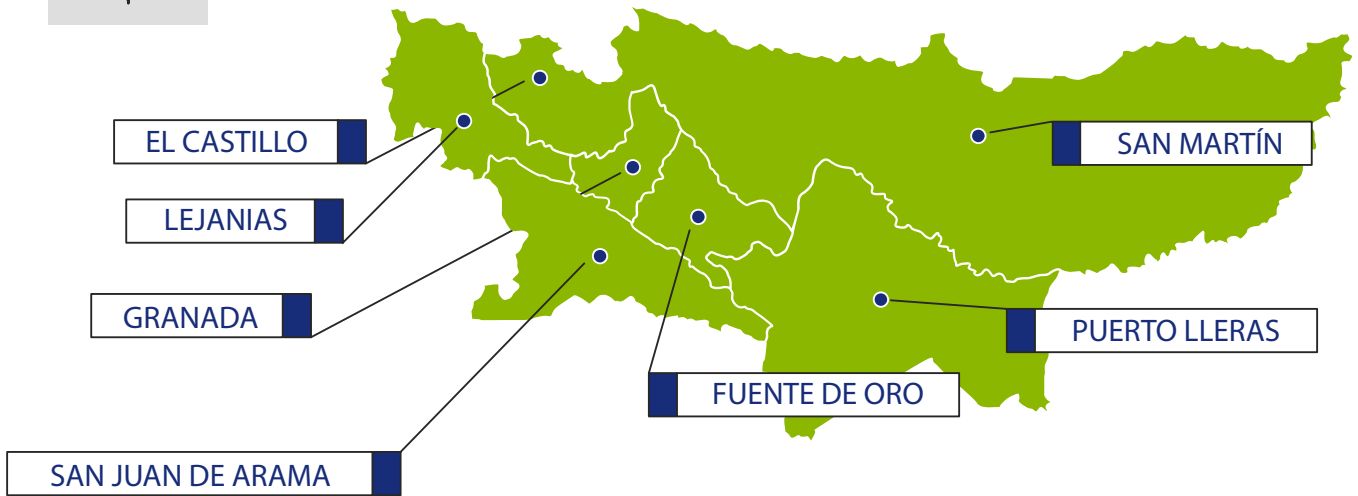 EL CASTILLO
SAN MARTÍN
LEJANIAS
GRANADA
PUERTO LLERAS
FUENTE DE ORO
SAN JUAN DE ARAMA